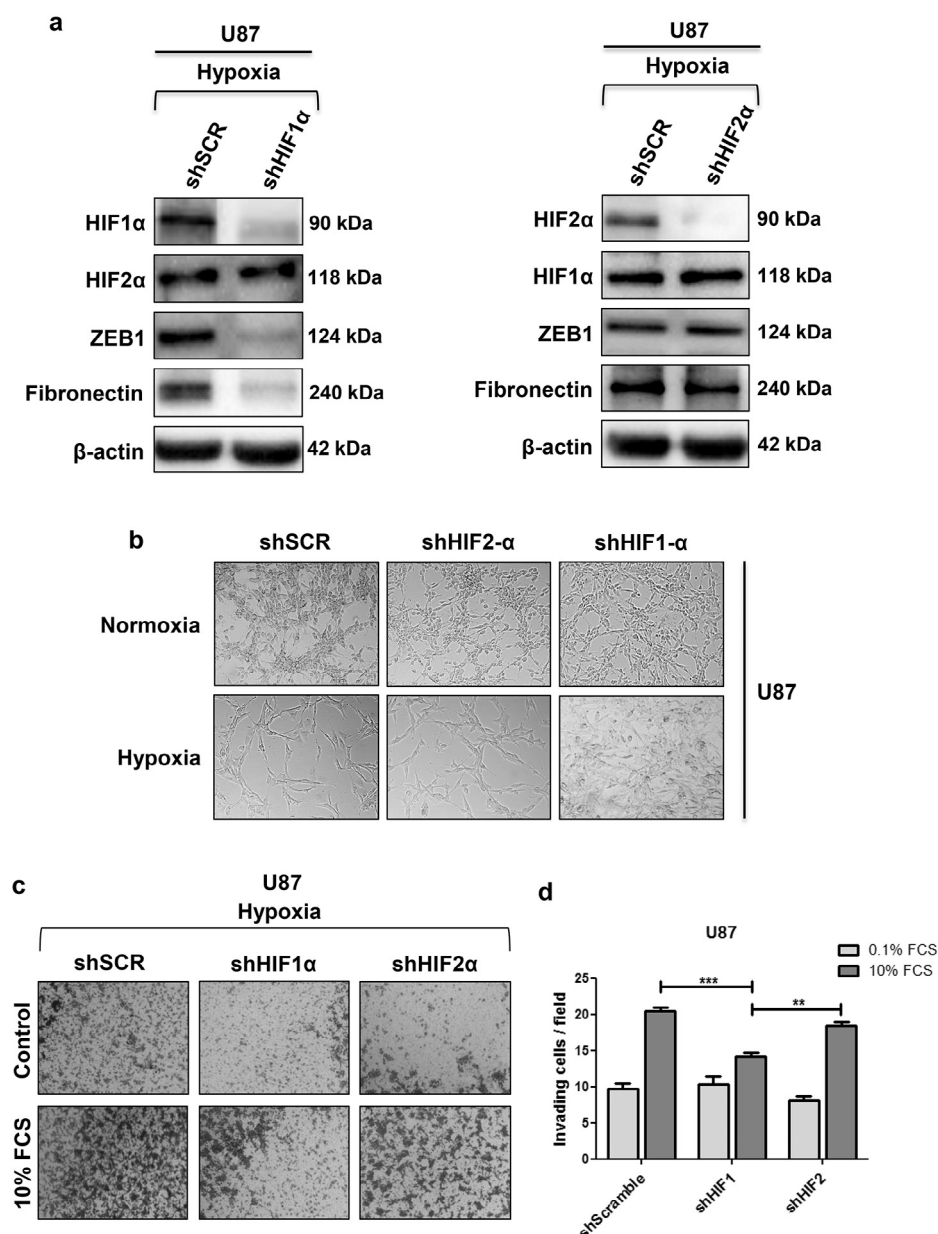 a
U87
Hypoxia
shSCR shHIF1α
HIF1α 90 kDa
HIF2α 118 kDa
ZEB1 124 kDa
Fibronectin 240 kDa
β-actin 42 kDa
U87
Hypoxia
shSCR shHIF2α
HIF2α 90 kDa
HIF1α 118 kDa
ZEB1 124 kDa
Fibronectin 240 kDa
β-actin 42 kDa
b
shSCR shHIF2-α shHIF1-α
Normoxia
Hypoxia
U87
c
U87
Hypoxia
shSCR shHIF1α shHIF2α
Control
10% FCS
d
U87
0.1% FCS
10% FCS
Invading cells / field
25
20
15
10
5
0
*** **
shScramble shHIF1 shHIF2